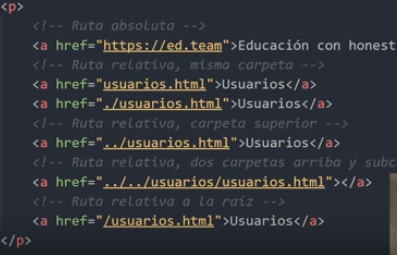 <p>
<!-- Ruta absoluta -->
<a href="https://ed.team">Educación con honest
<!-- Ruta relativa, misma carpeta -->
<a href="usuarios.html">Usuarios</a>
<a href="./usuarios.html">Usuarios</a>
<!-- Ruta relativa, carpeta superior -->
<a href="../usuarios.html">Usuarios</a>
<!-- Ruta relativa, dos carpetas arriba y subc
<a href="../../usuarios/usuarios.html"></a>
<!-- Ruta relativa a la raíz -->
<a href="/usuarios.html">Usuarios</a>
</p>